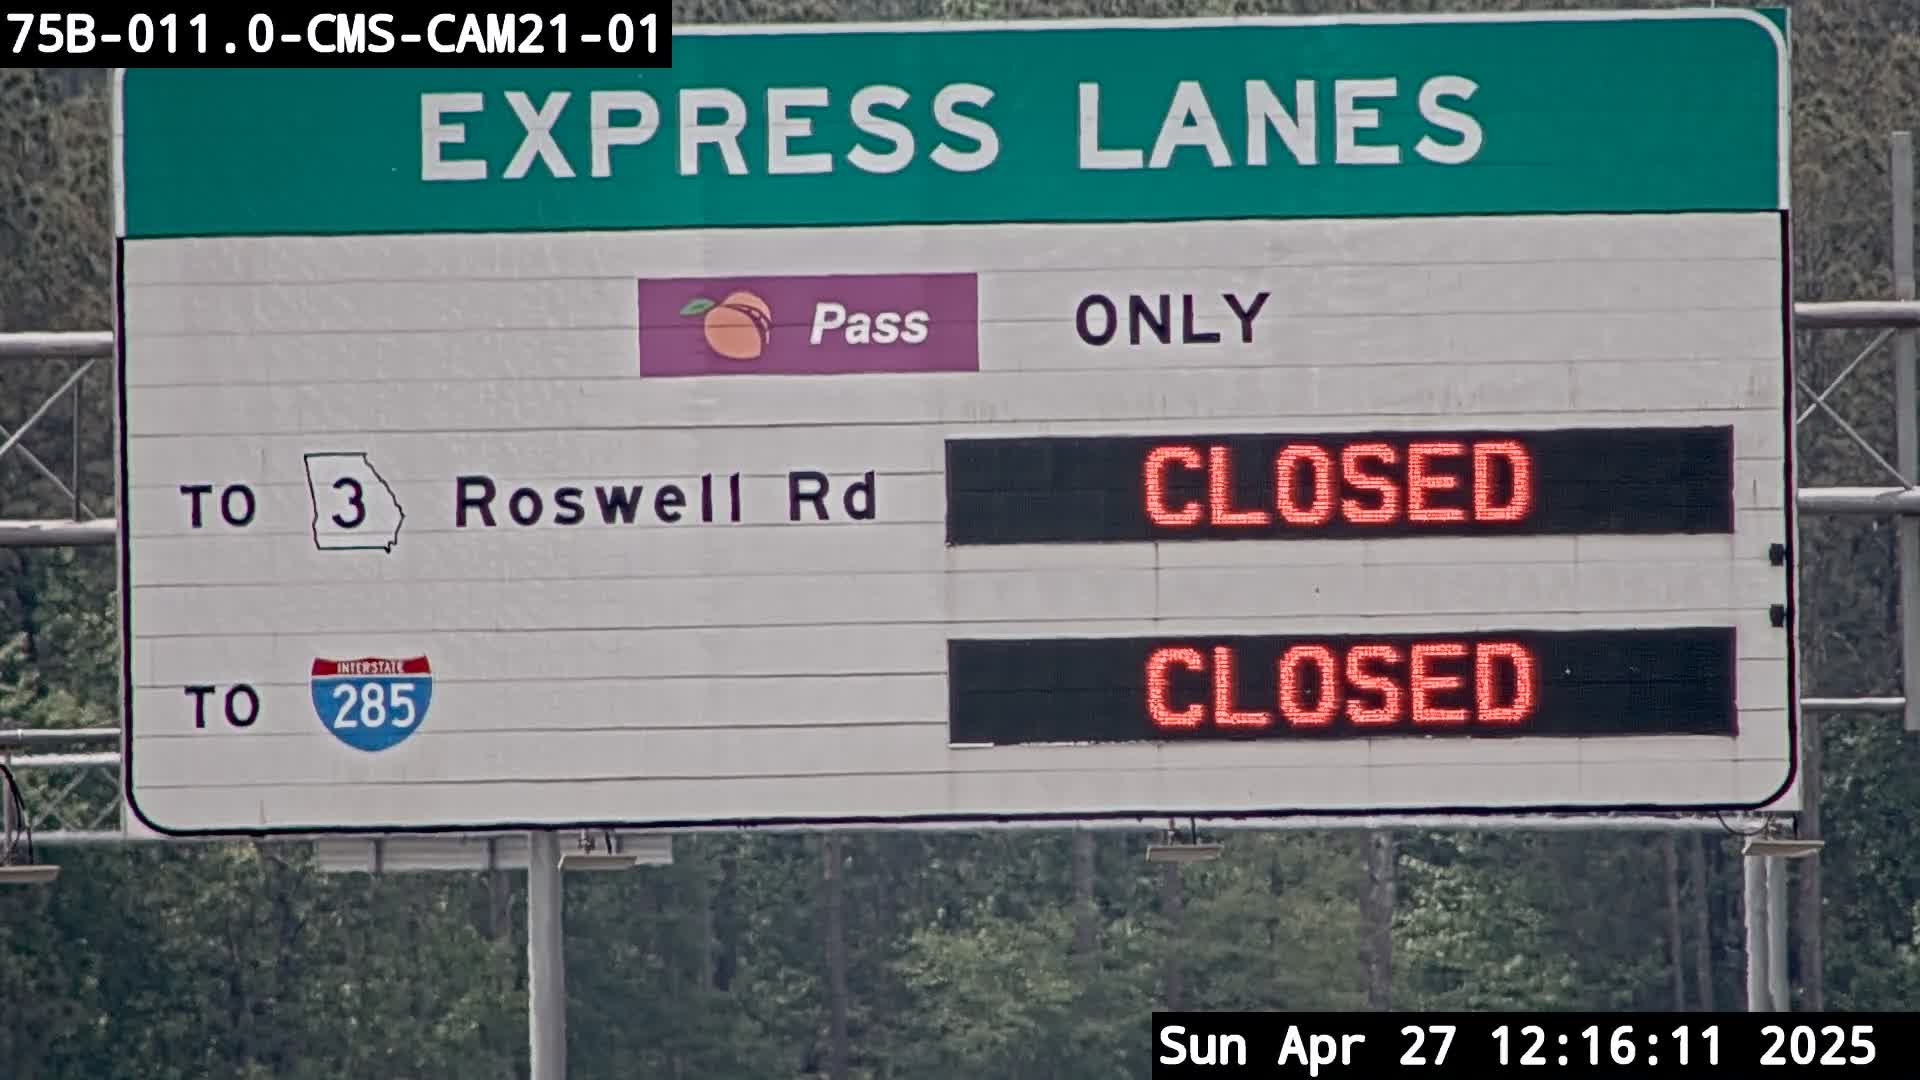 75B-011.0-CMS-CAM21-01
EXPRESS LANES
Pass ONLY
TO 3 Roswell Rd CLOSED
TO INTERSTATE 285 CLOSED
Sun Apr 27 12:16:11 2025